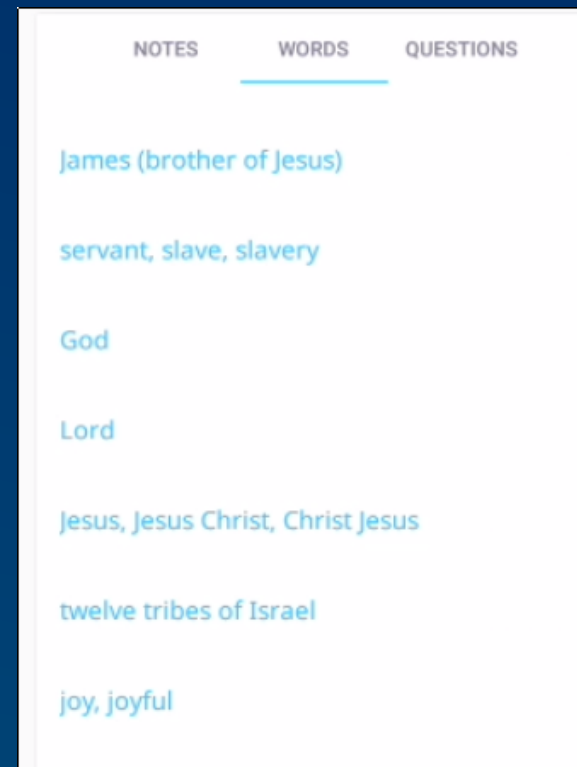 NOTES WORDS QUESTIONS
James (brother of Jesus)
servant, slave, slavery
God
Lord
Jesus, Jesus Christ, Christ Jesus
twelve tribes of Israel
joy, joyful